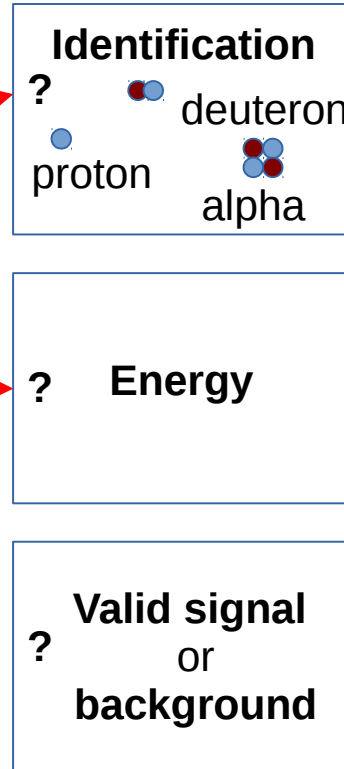 Identification
?
deuteron
proton
alpha
? Energy
Valid signal
? or
background